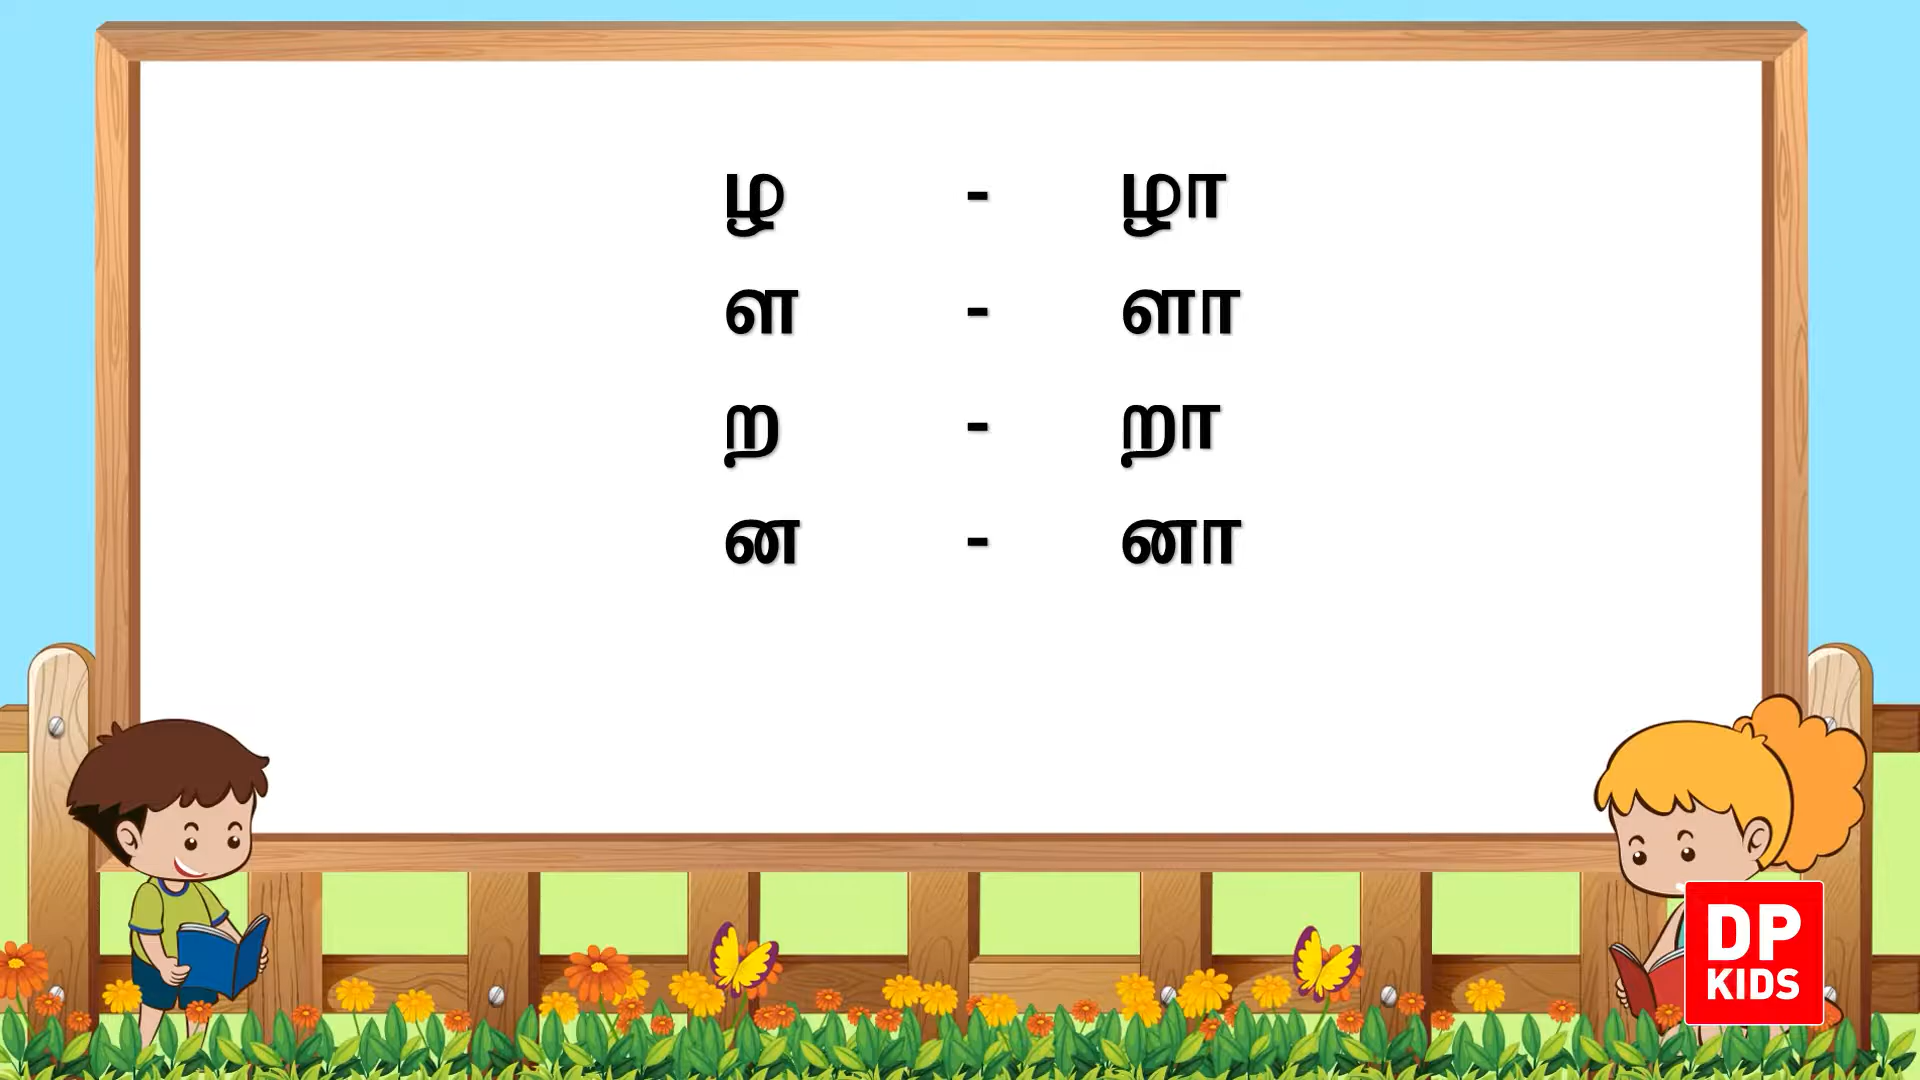 ழ - ழா
ள - ளா
ற - றா
ன - னா
DP
KIDS